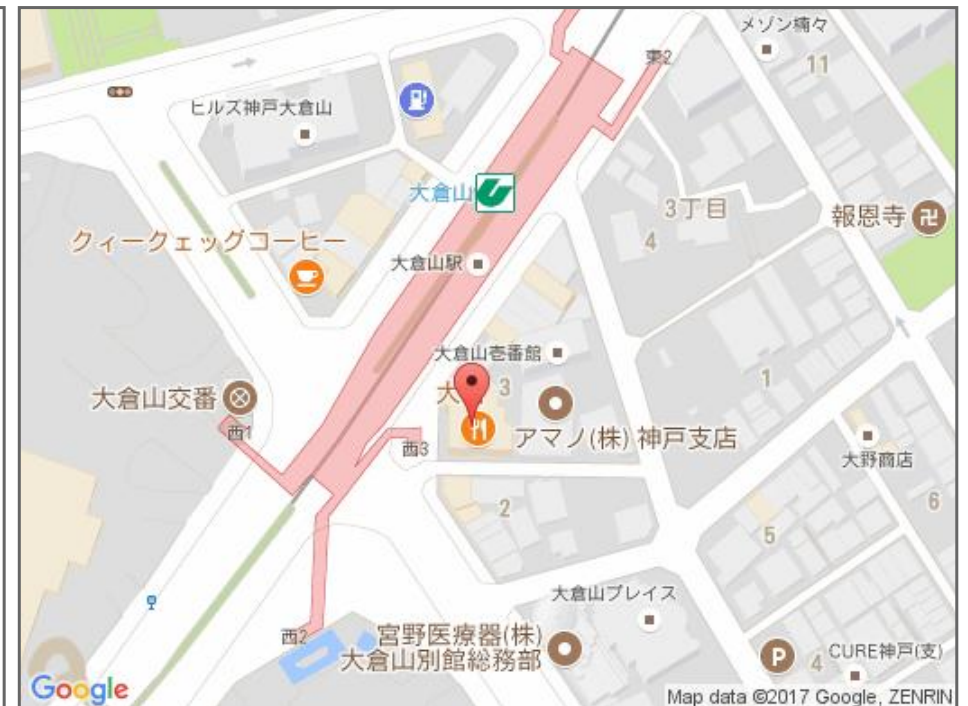 メゾン楠々
東2
11
ヒルズ神戸大倉山
大倉山
3丁目
4
報恩寺
クィークェッグコーヒー
大倉山駅
大倉山壱番館
大
3
1
大倉山交番
西1
西3
アマノ(株) 神戸支店
大野商店
2
6
5
大倉山プレイス
西2
宮野医療器(株)
大倉山別館総務部
P
4
CURE神戸(支)
Google
Map data ©2017 Google, ZENRIN